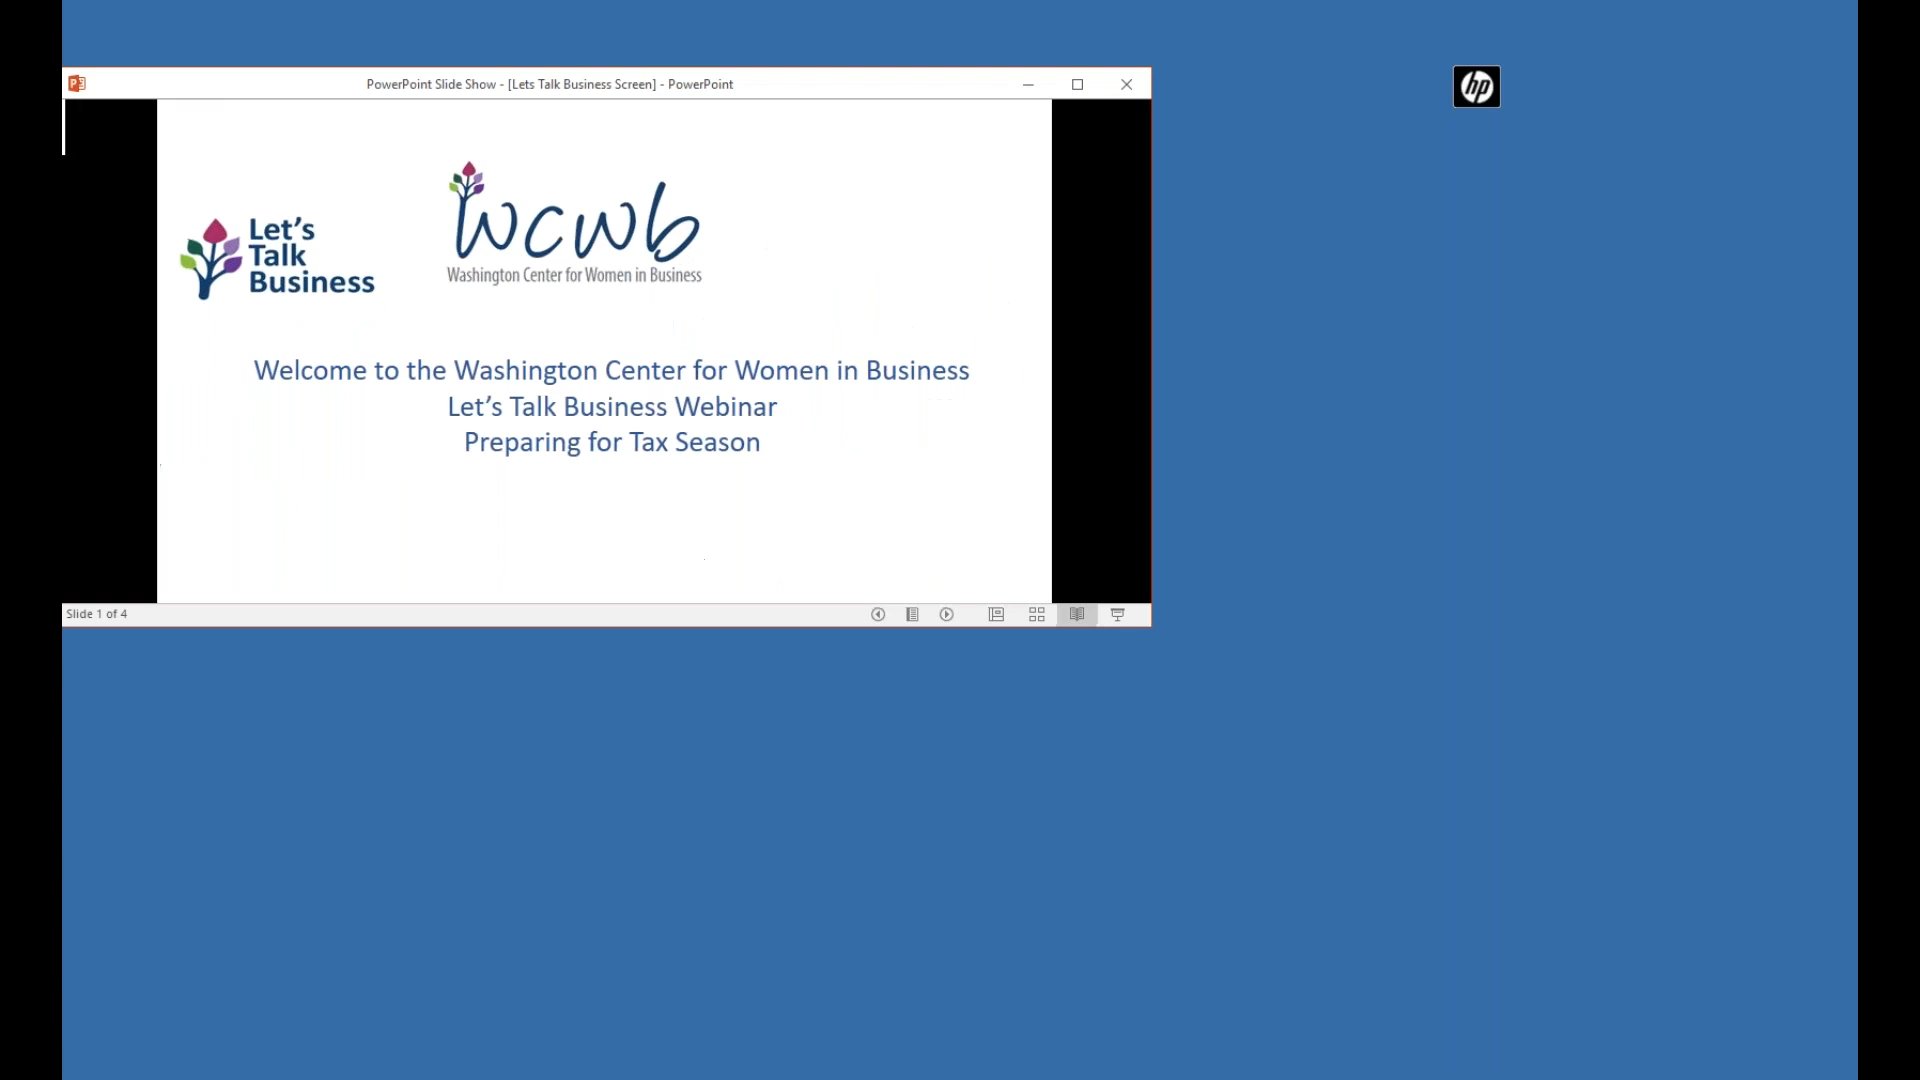 PowerPoint Slide Show - [Lets Talk Business Screen] - PowerPoint
hp
wcwb
Washington Center for Women in Business
Let's
Talk
Business
Welcome to the Washington Center for Women in Business
Let’s Talk Business Webinar
Preparing for Tax Season
Slide 1 of 4